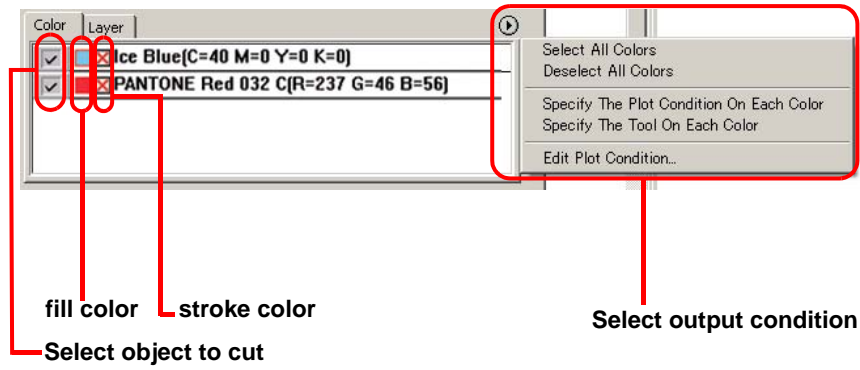 Color Layer
Ice Blue(C=40 M=0 Y=0 K=0)
PANTONE Red 032 C(R=237 G=46 B=56)
Select All Colors
Deselect All Colors
Specify The Plot Condition On Each Color
Specify The Tool On Each Color
Edit Plot Condition...
fill color stroke color
Select output condition
Select object to cut